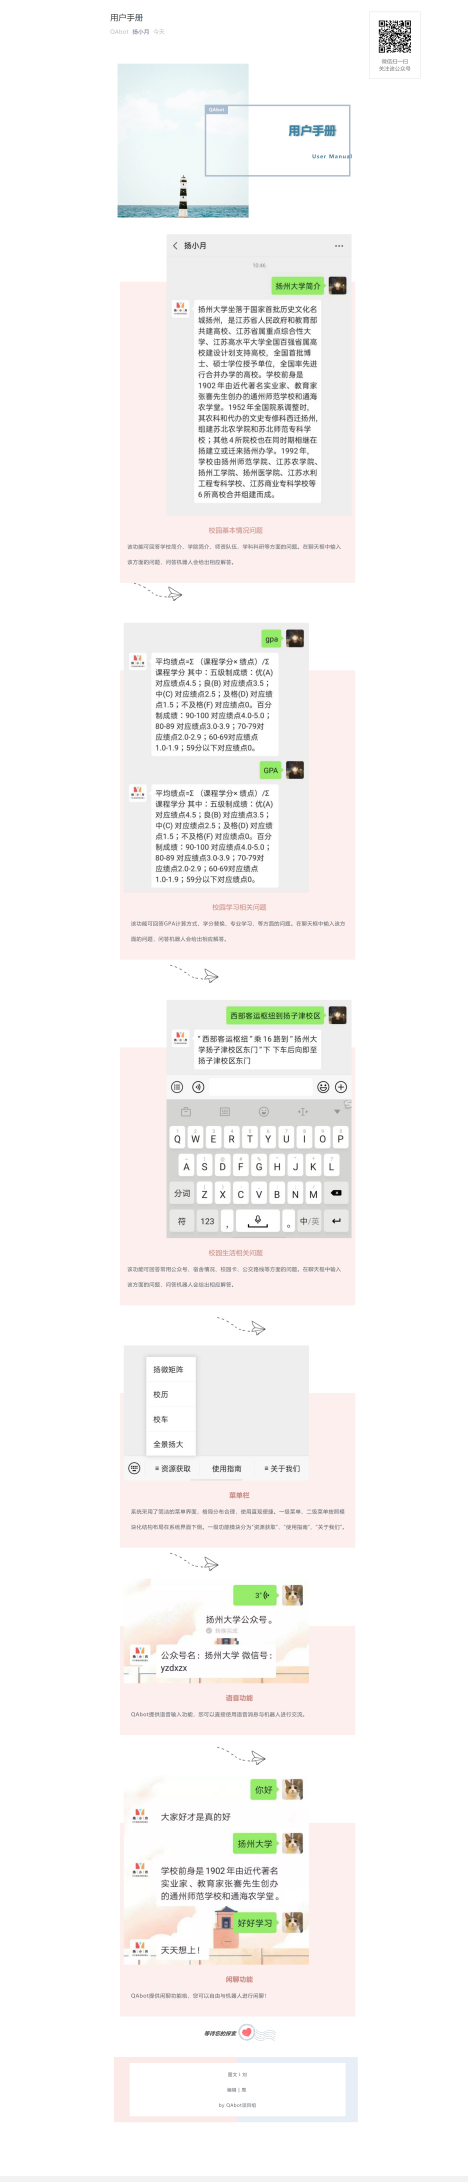 用户手册
QAbot 扬小月 今天
微信扫一扫
关注该公众号
QAbot
用户手册
User Manual
扬小月
10:46
扬州大学简介
扬州大学坐落于国家首批历史文化名
城扬州，是江苏省人民政府和教育部
共建高校、江苏省属重点综合性大
学、江苏高水平大学全国百强省属高
校建设计划支持高校，全国首批博
士、硕士学位授予单位，全国率先进
行合并办学的高校。学校前身是
1902年由近代著名实业家、教育家
张謇先生创办的通州师范学校和通海
农学堂。1952年全国院系调整时，
其农科和代办的文史专修科西迁扬州，
组建苏北农学院和苏北师范专科学
校；其他4所院校也在同时期相继在
扬建立或迁来扬州办学。1992年，
学校由扬州师范学院、江苏农学院、
扬州工学院、扬州医学院、江苏水利
工程专科学校、江苏商业专科学校等
6所高校合并组建而成。
校园基本情况问题
该功能可回答学校简介、学院简介、师资队伍、学科科研等方面的问题。在聊天框中输入
该方面的问题，问答机器人会给出相应解答。
gpa
平均绩点=Σ （课程学分× 绩点）/Σ
课程学分 其中：五级制成绩：优(A)
对应绩点4.5；良(B) 对应绩点3.5；
中(C) 对应绩点2.5；及格(D) 对应绩
点1.5；不及格(F) 对应绩点0。百分
制成绩：90-100 对应绩点4.0-5.0；
80-89 对应绩点3.0-3.9；70-79对
应绩点2.0-2.9；60-69对应绩点
1.0-1.9；59分以下对应绩点0。
GPA
平均绩点=Σ （课程学分× 绩点）/Σ
课程学分 其中：五级制成绩：优(A)
对应绩点4.5；良(B) 对应绩点3.5；
中(C) 对应绩点2.5；及格(D) 对应绩
点1.5；不及格(F) 对应绩点0。百分
制成绩：90-100 对应绩点4.0-5.0；
80-89 对应绩点3.0-3.9；70-79对
应绩点2.0-2.9；60-69对应绩点
1.0-1.9；59分以下对应绩点0。
校园学习相关问题
该功能可回答GPA计算方式、学分替换、专业学习、等方面的问题。在聊天框中输入该方
面的问题，问答机器人会给出相应解答。
西部客运枢纽到扬子津校区
"西部客运枢纽"乘16路到"扬州大
学扬子津校区东门"下 下车后向即至
扬子津校区东门
Q W E R T Y U I O P
A S D F G H J K L
分词 Z X C V B N M
符 123 ， 。 中/英
校园生活相关问题
该功能可回答常用公众号、宿舍情况、校园卡、公交路线等方面的问题。在聊天框中输入
该方面的问题，问答机器人会给出相应解答。
扬微矩阵
校历
校车
全景扬大
≡ 资源获取 使用指南 ≡ 关于我们
菜单栏
系统采用了简洁的菜单界面，格局分布合理，使用直观便捷。一级菜单、二级菜单按照模
块化结构布局在系统界面下侧。一级功能模块分为"资源获取"、"使用指南"、"关于我们"。
3"
扬州大学公众号。
转换完成
公众号名：扬州大学 微信号：
yzdxzx
语音功能
QAbot提供语音输入功能，您可以直接使用语音消息与机器人进行交流。
你好
大家好才是真的好
扬州大学
学校前身是1902年由近代著名
实业家、教育家张謇先生创办
的通州师范学校和通海农学堂。
好好学习
天天想上！
闲聊功能
QAbot提供闲聊功能哦，您可以自由与机器人进行闲聊！
等待您的探索
图文丨刘
编辑丨周
by QAbot项目组